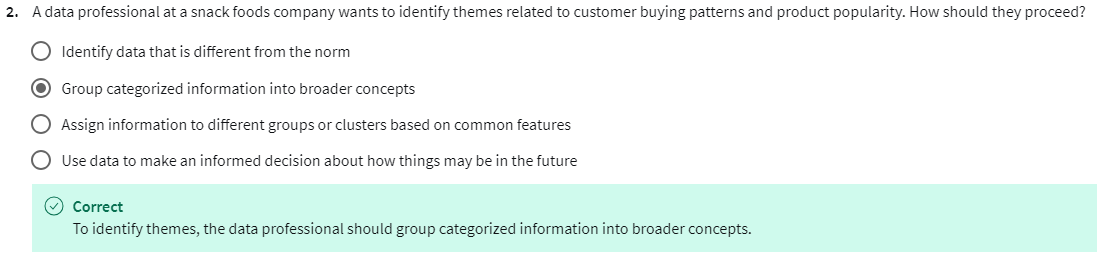 2. A data professional at a snack foods company wants to identify themes related to customer buying patterns and product popularity. How should they proceed?
Identify data that is different from the norm
Group categorized information into broader concepts
Assign information to different groups or clusters based on common features
Use data to make an informed decision about how things may be in the future
Correct
To identify themes, the data professional should group categorized information into broader concepts.